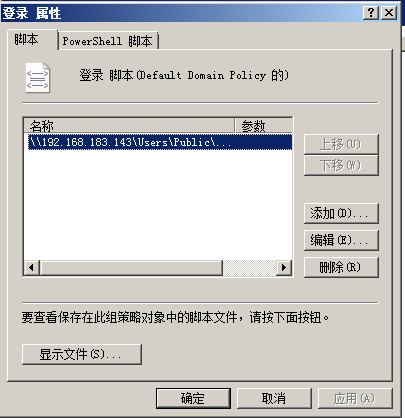 登录 属性
脚本
PowerShell 脚本
登录 脚本(Default Domain Policy 的)
名称 参数
\\192.168.183.143\Users\Public\...
上移(U)
下移(W)
添加(D)...
编辑(E)...
删除(R)
要查看保存在此组策略对象中的脚本文件，请按下面按钮。
显示文件(S)...
确定 取消 应用(A)